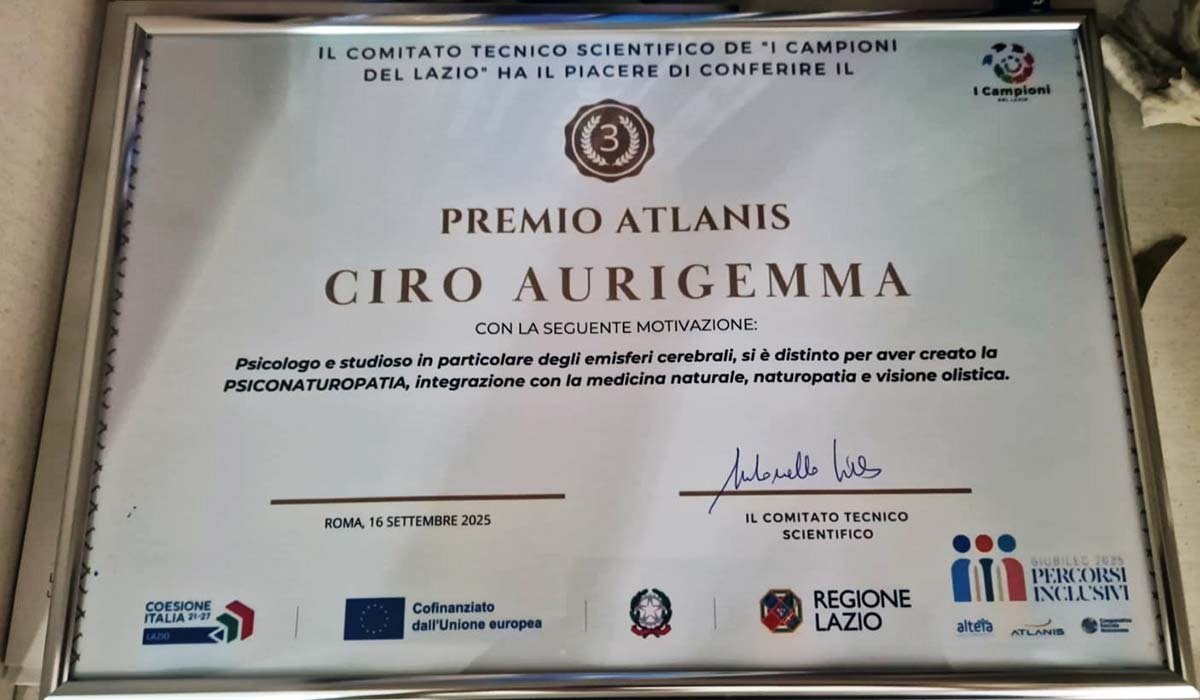 IL COMITATO TECNICO SCIENTIFICO DE "I CAMPIONI
DEL LAZIO" HA IL PIACERE DI CONFERIRE IL
I Campioni
DEL LAZIO
3
PREMIO ATLANIS
CIRO AURIGEMMA
CON LA SEGUENTE MOTIVAZIONE:
Psicologo e studioso in particolare degli emisferi cerebrali, si è distinto per aver creato la
PSICONATUROPATIA, integrazione con la medicina naturale, naturopatia e visione olistica.
ROMA, 16 SETTEMBRE 2025
IL COMITATO TECNICO
SCIENTIFICO
COESIONE
ITALIA 21-27
LAZIO
Cofinanziato
dall'Unione europea
REGIONE
LAZIO
GIUBILEO 2025
PERCORSI
INCLUSIVI
altera
ATLANIS